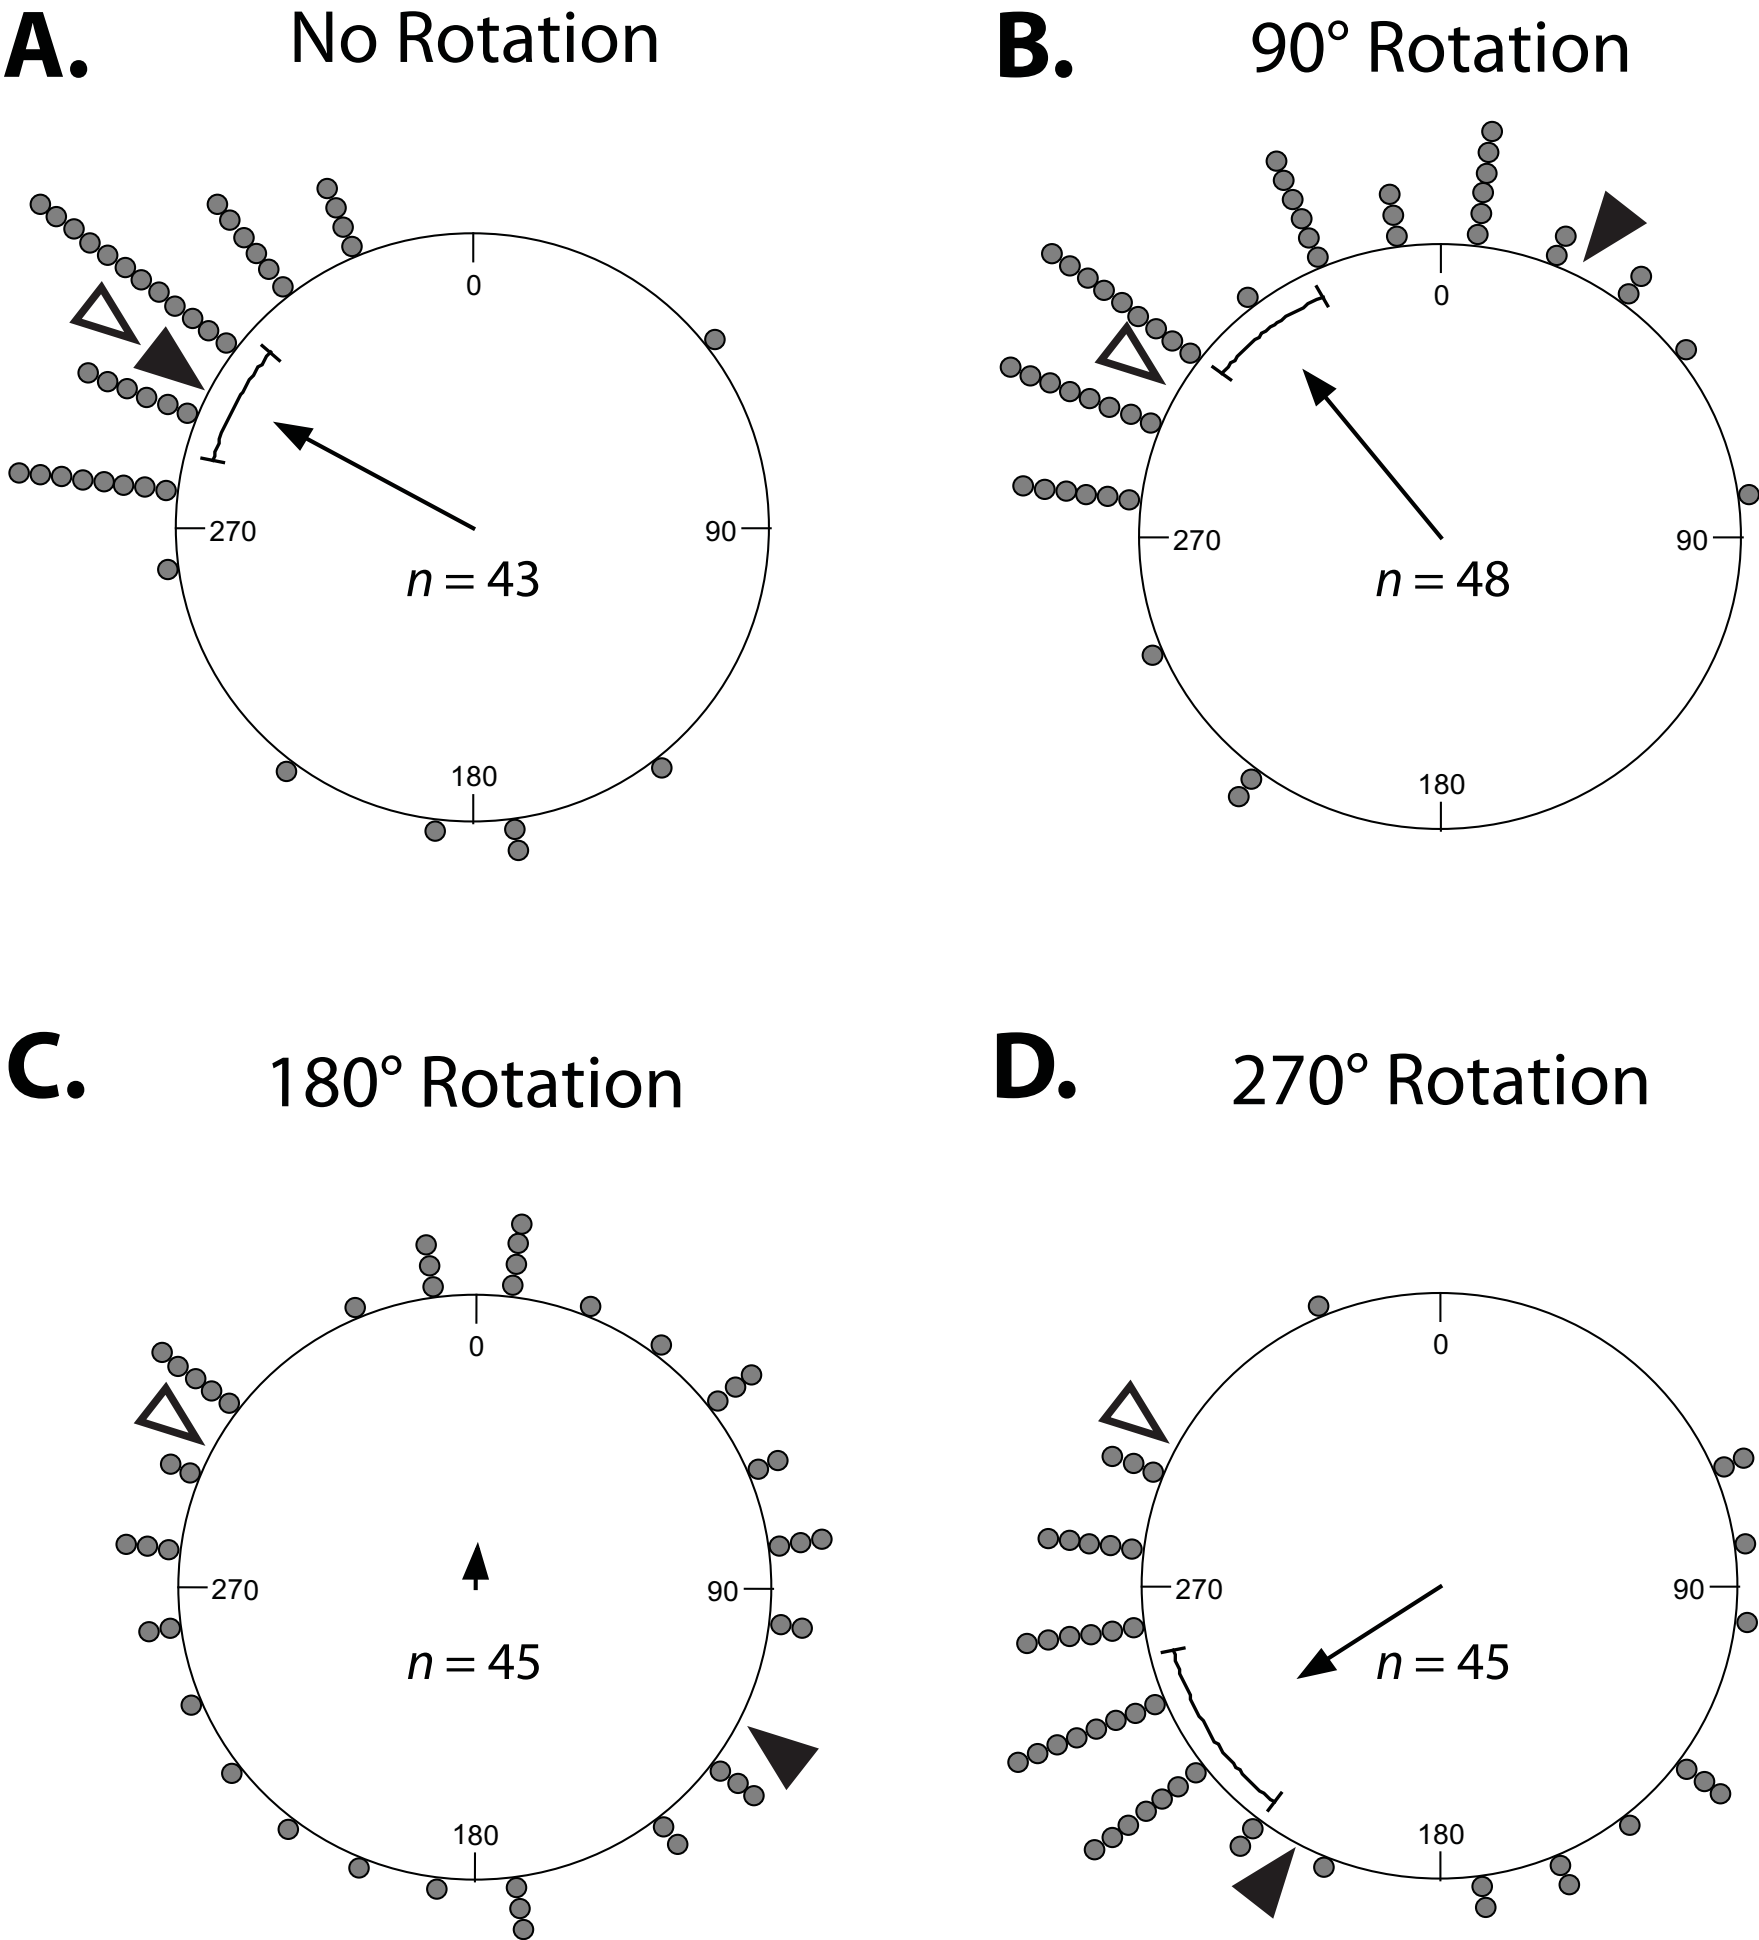 A. No Rotation
0
270
90
n = 43
180
B. 90° Rotation
0
270
90
n = 48
180
C. 180° Rotation
0
270
90
n = 45
180
D. 270° Rotation
0
270
90
n = 45
180